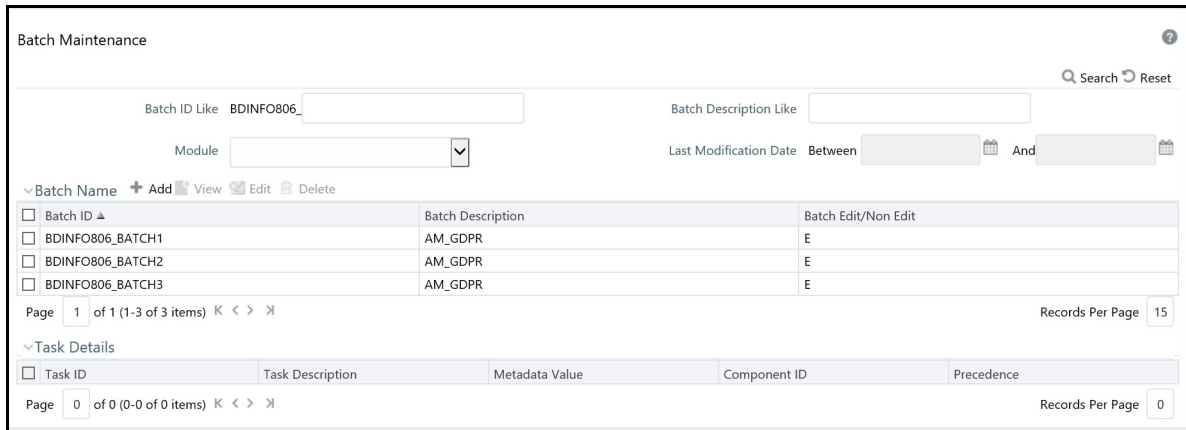 Batch Maintenance
?
Search Reset
Batch ID Like BDINFO806_ Batch Description Like
Module Last Modification Date Between And
Batch Name Add View Edit Delete
Batch ID Batch Description Batch Edit/Non Edit
BDINFO806_BATCH1 AM_GDPR E
BDINFO806_BATCH2 AM_GDPR E
BDINFO806_BATCH3 AM_GDPR E
Page 1 of 1 (1-3 of 3 items) Records Per Page 15
Task Details
Task ID Task Description Metadata Value Component ID Precedence
Page 0 of 0 (0-0 of 0 items) Records Per Page 0